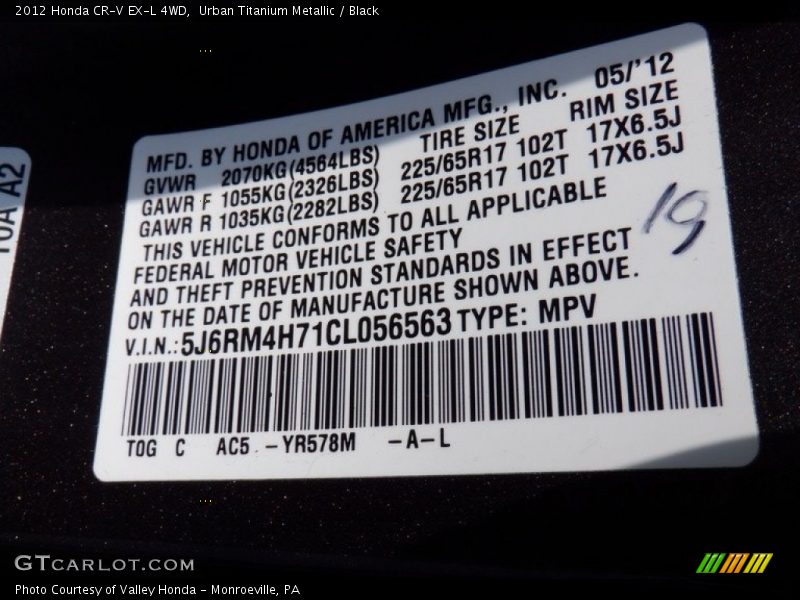 2012 Honda CR-V EX-L 4WD, Urban Titanium Metallic / Black
MFD. BY HONDA OF AMERICA MFG., INC. 05/'12
GVWR 2070KG(4564LBS) TIRE SIZE RIM SIZE
GAWR F 1055KG(2326LBS) 225/65R17 102T 17X6.5J
GAWR R 1035KG(2282LBS) 225/65R17 102T 17X6.5J
THIS VEHICLE CONFORMS TO ALL APPLICABLE
FEDERAL MOTOR VEHICLE SAFETY
AND THEFT PREVENTION STANDARDS IN EFFECT
ON THE DATE OF MANUFACTURE SHOWN ABOVE.
V.I.N.:5J6RM4H71CL056563 TYPE: MPV
TOG C AC5 -YR578M -A-L
19
10A A2
GTCARLOT.COM
Photo Courtesy of Valley Honda - Monroeville, PA